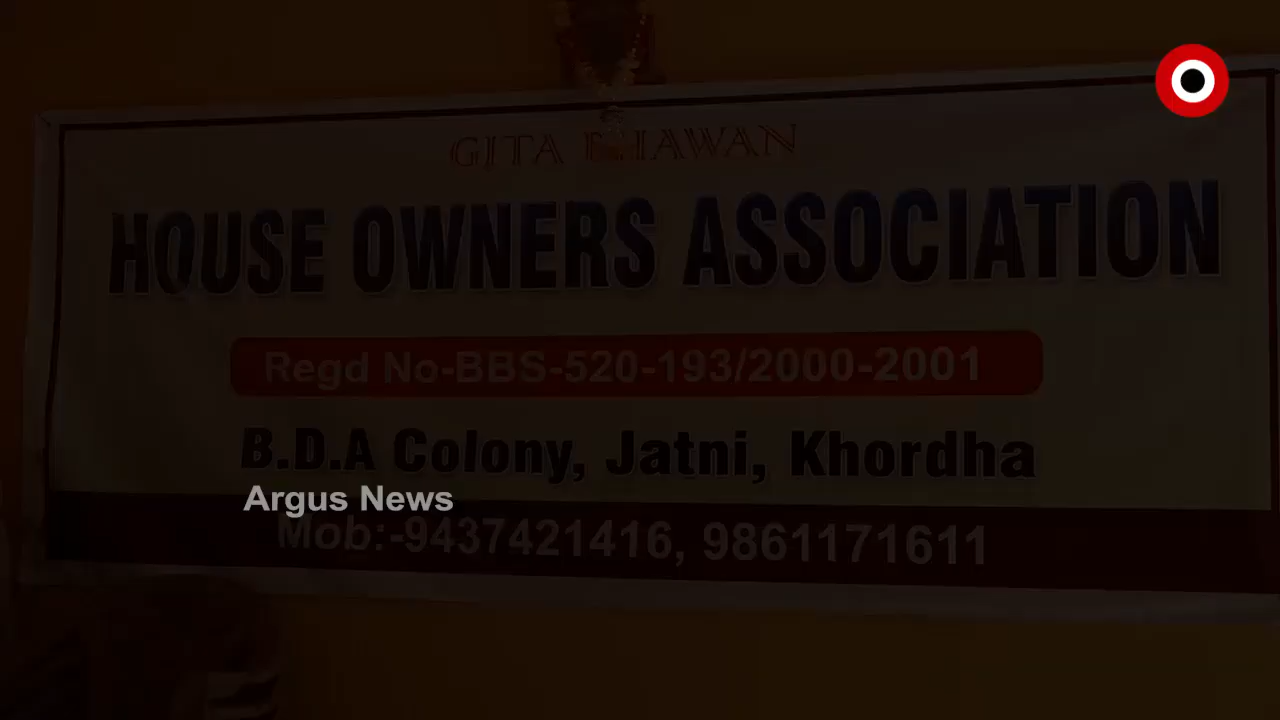 GITA BHAWAN
HOUSE OWNERS ASSOCIATION
Regd No-BBS-520-193/2000-2001
B.D.A Colony, Jatni, Khordha
Argus News
Mob:-9437421416, 9861171611